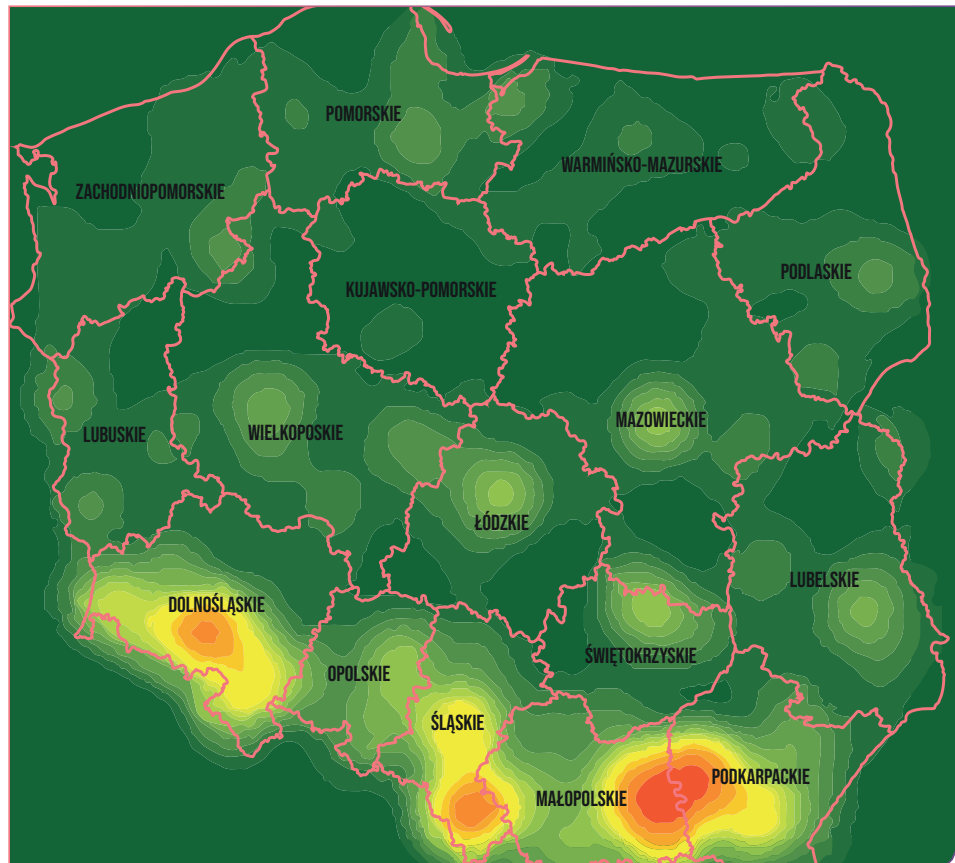 POMORSKIE
WARMIŃSKO-MAZURSKIE
ZACHODNIOPOMORSKIE
PODLASKIE
KUJAWSKO-POMORSKIE
MAZOWIECKIE
LUBUSKIE
WIELKOPOSKIE
ŁÓDZKIE
LUBELSKIE
DOLNOŚLĄSKIE
ŚWIĘTOKRZYSKIE
OPOLSKIE
ŚLĄSKIE
PODKARPACKIE
MAŁOPOLSKIE